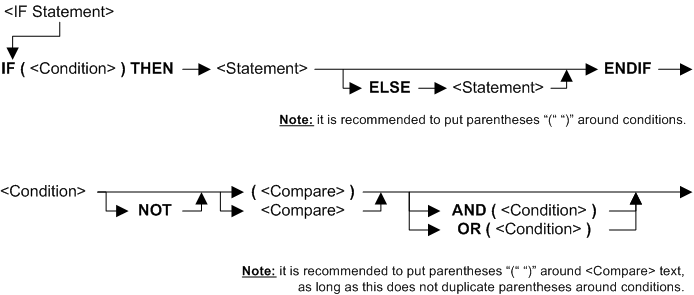 <IF Statement>
IF ( <Condition> ) THEN <Statement> ENDIF
ELSE <Statement>
Note: it is recommended to put parentheses “(“ “)” around conditions.
<Condition> ( <Compare> )
NOT <Compare>
AND ( <Condition> )
OR ( <Condition> )
Note: it is recommended to put parentheses “(“ “)” around <Compare> text,
as long as this does not duplicate parentheses around conditions.